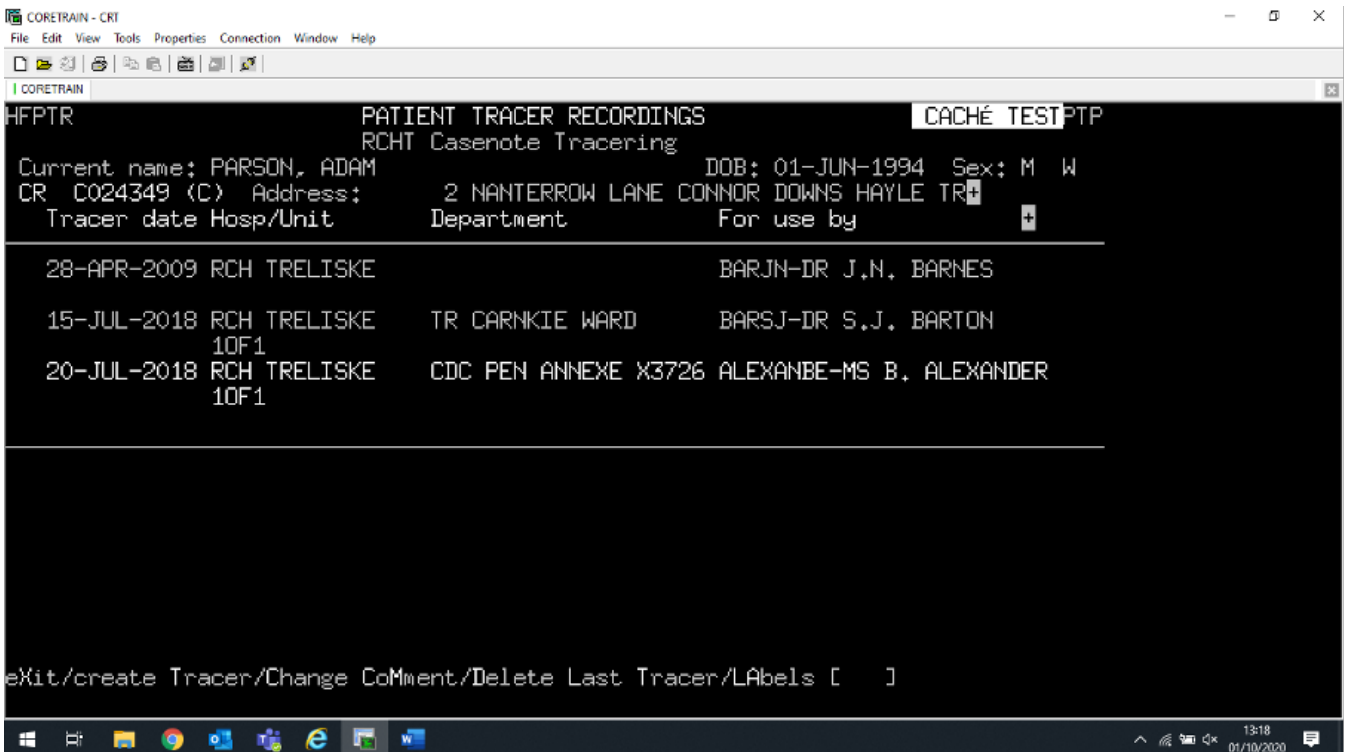 CORETRAIN - CRT
File Edit View Tools Properties Connection Window Help
CORETRAIN
HFPTR PATIENT TRACER RECORDINGS CACHÉ TESTPTP
RCHT Casenote Tracering
Current name: PARSON, ADAM DOB: 01-JUN-1994 Sex: M W
CR C024349 (C) Address: 2 NANTERROW LANE CONNOR DOWNS HAYLE TR+
Tracer date Hosp/Unit Department For use by +
28-APR-2009 RCH TRELISKE BARJN-DR J.N. BARNES
15-JUL-2018 RCH TRELISKE TR CARNKIE WARD BARSJ-DR S.J. BARTON
1OF1
20-JUL-2018 RCH TRELISKE CDC PEN ANNEXE X3726 ALEXANBE-MS B. ALEXANDER
1OF1
eXit/create Tracer/Change CoMment/Delete Last Tracer/LAbels [ ]
13:18
01/10/2020